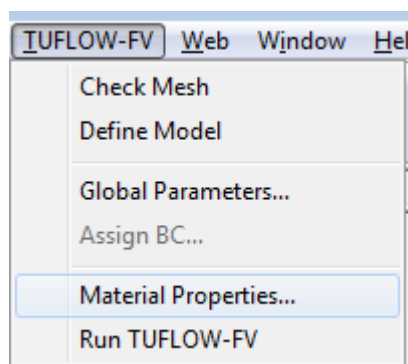 TUFLOW-FV Web Window
Check Mesh
Define Model
Global Parameters...
Assign BC...
Material Properties...
Run TUFLOW-FV